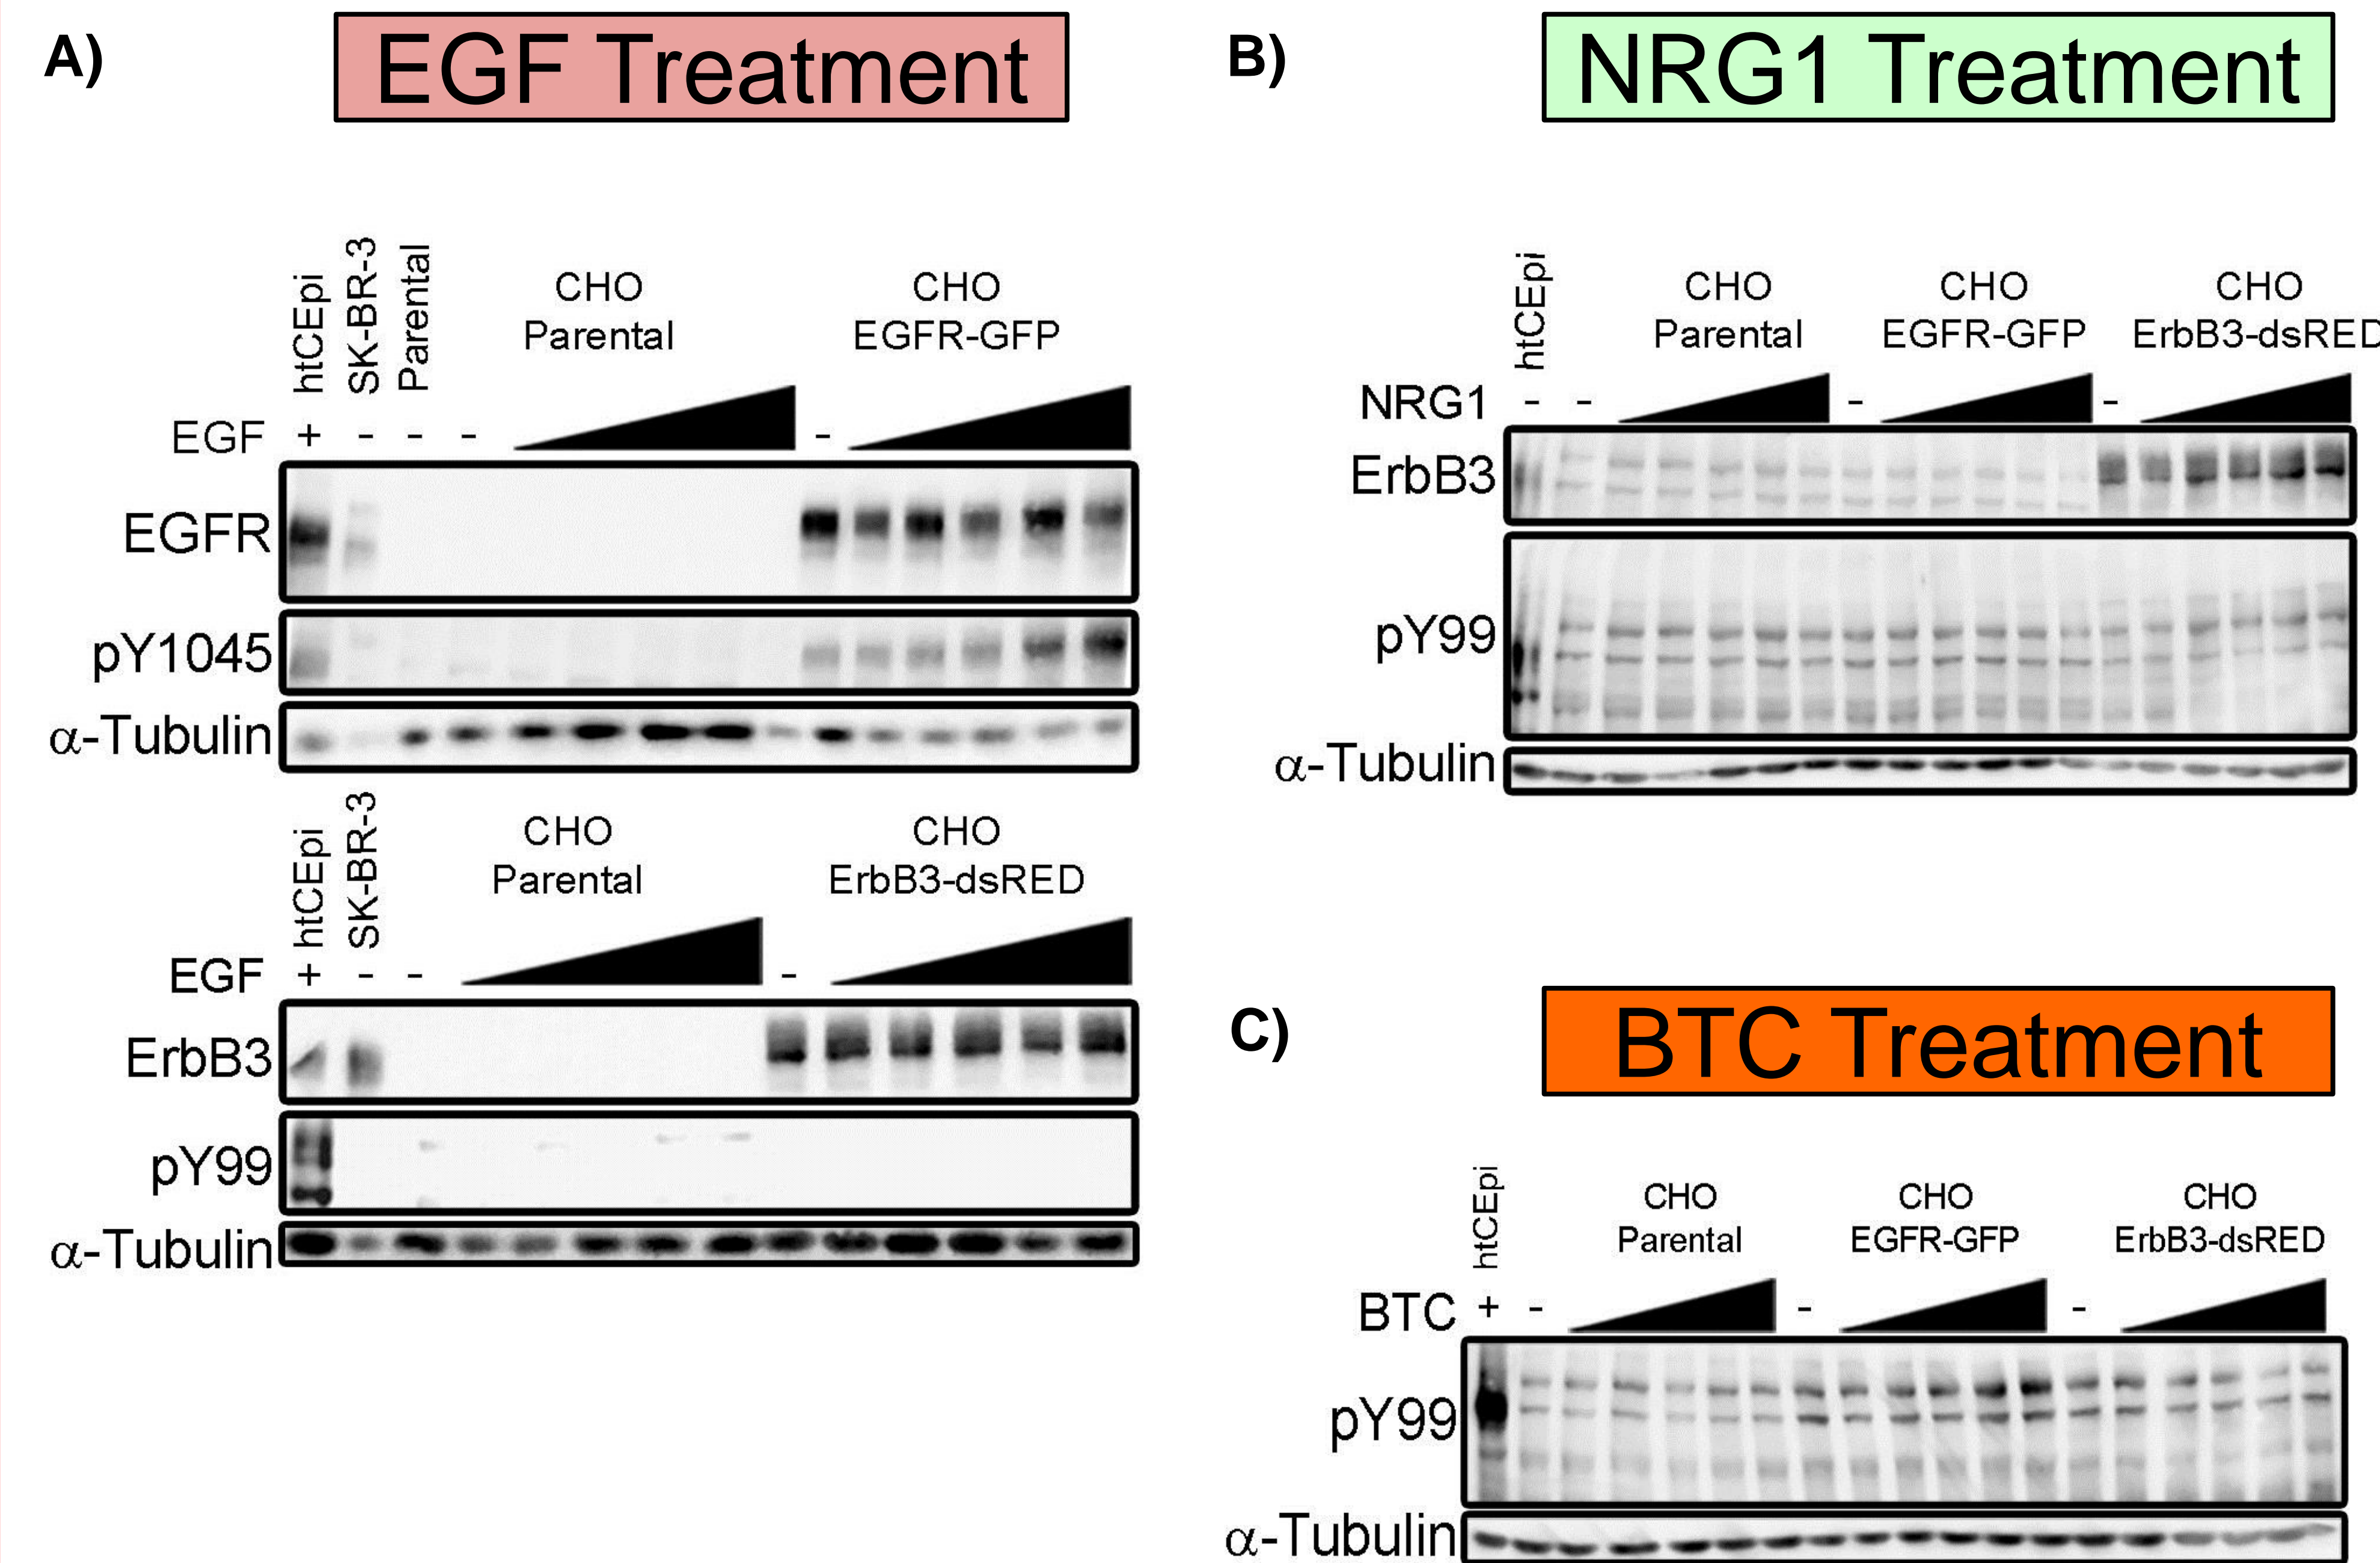 A)
EGF Treatment
htCEpi
SK-BR-3
Parental
CHO
Parental
CHO
EGFR-GFP
EGF + - - - -
EGFR
pY1045
α-Tubulin
htCEpi
SK-BR-3
CHO
Parental
CHO
ErbB3-dsRED
EGF + - - -
ErbB3
pY99
α-Tubulin
B)
NRG1 Treatment
htCEpi
CHO
Parental
CHO
EGFR-GFP
CHO
ErbB3-dsRED
NRG1 - - - -
ErbB3
pY99
α-Tubulin
C)
BTC Treatment
htCEpi
CHO
Parental
CHO
EGFR-GFP
CHO
ErbB3-dsRED
BTC + - - -
pY99
α-Tubulin